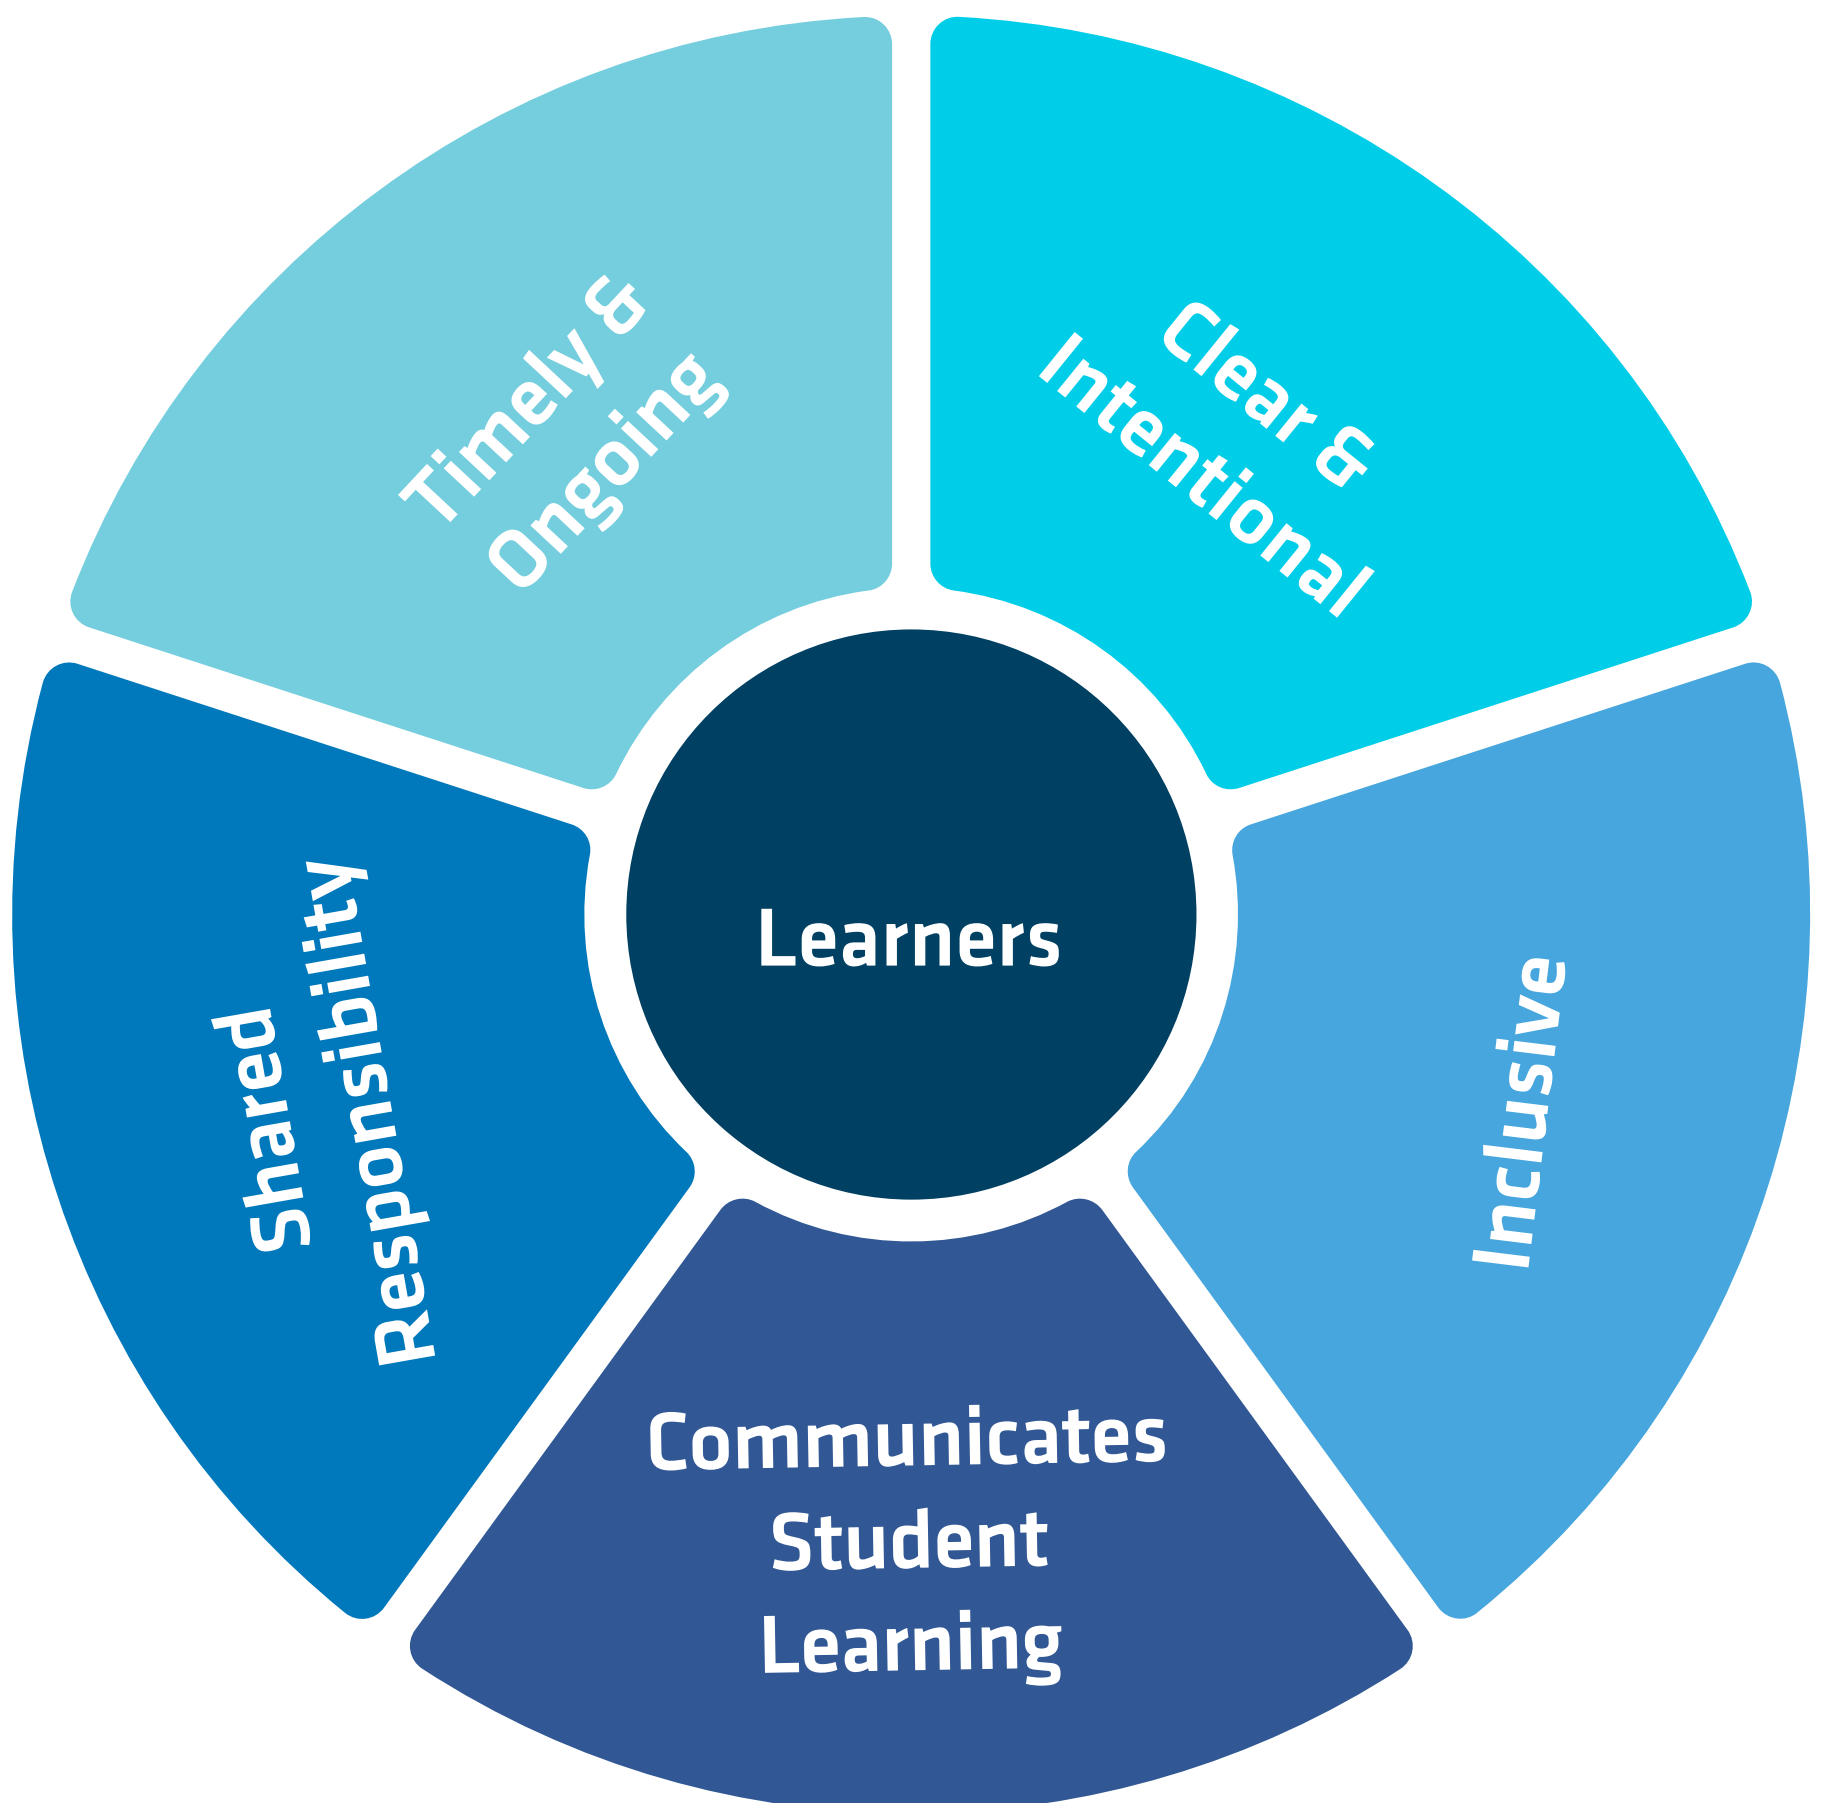 Timely &
Ongoing
Clear &
Intentional
Learners
Shared
Responsibility
Inclusive
Communicates
Student
Learning